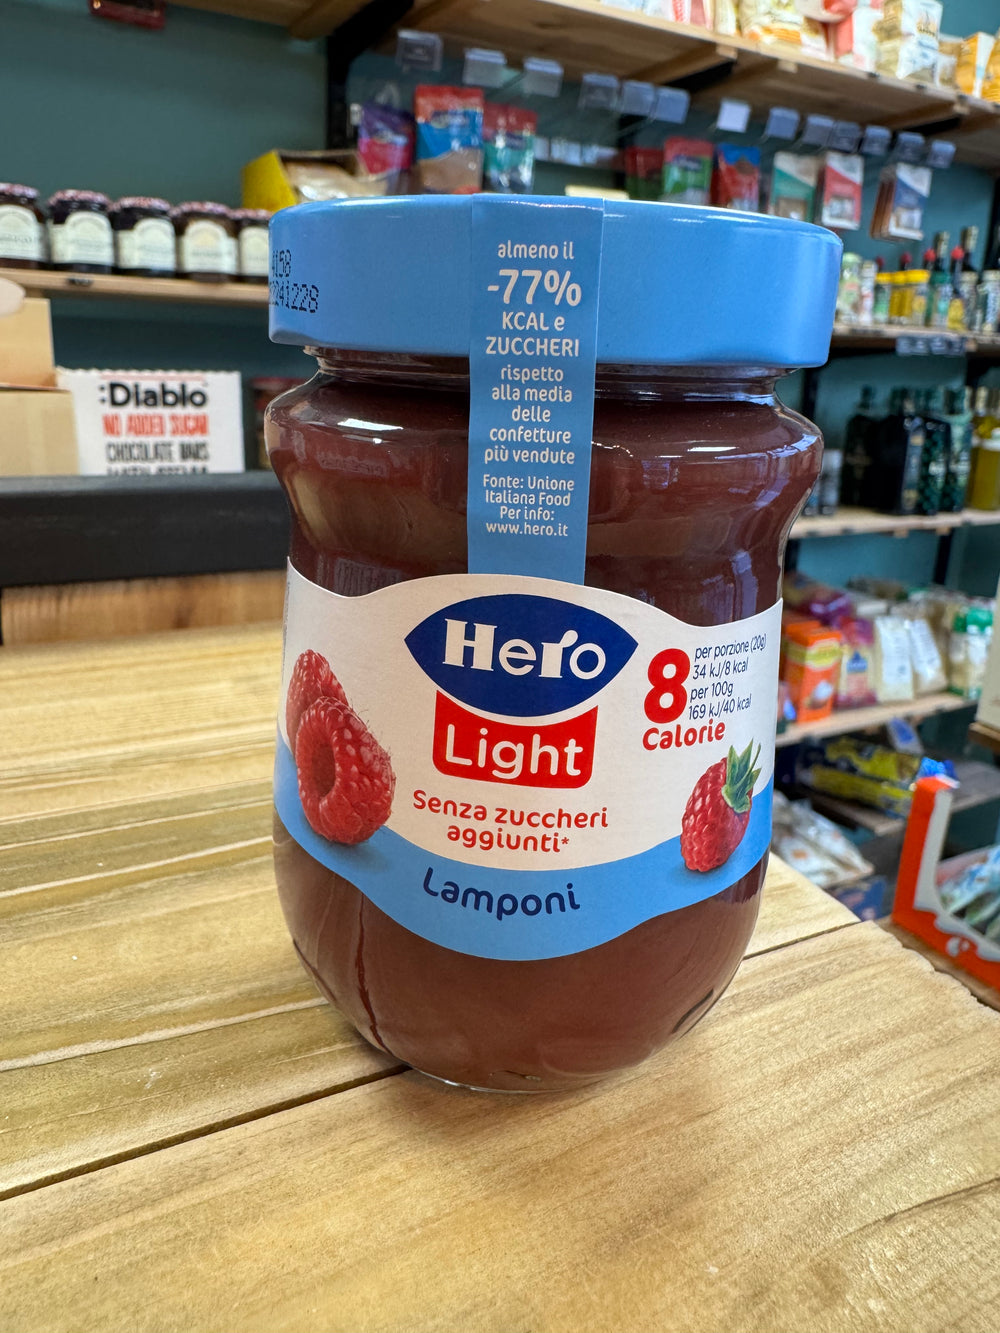 almeno il
-77%
KCAL e
ZUCCHERI
rispetto
alla media
delle
confetture
più vendute
Fonte: Unione
Italiana Food
Per info:
www.hero.it
4158
241228
:Diablo
NO ADDED SUGAR
CHOCOLATE BARS
Hero
Light
8
Calorie
per porzione (20g)
34 kJ/8 kcal
per 100g
169 kJ/40 kcal
Senza zuccheri
aggiunti*
Lamponi